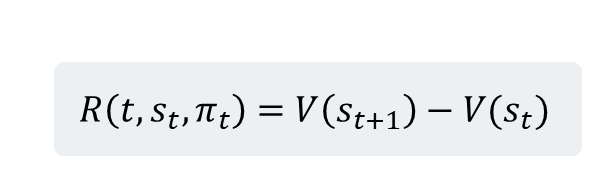 R(t, s_t, π_t) = V(s_{t+1}) − V(s_t)